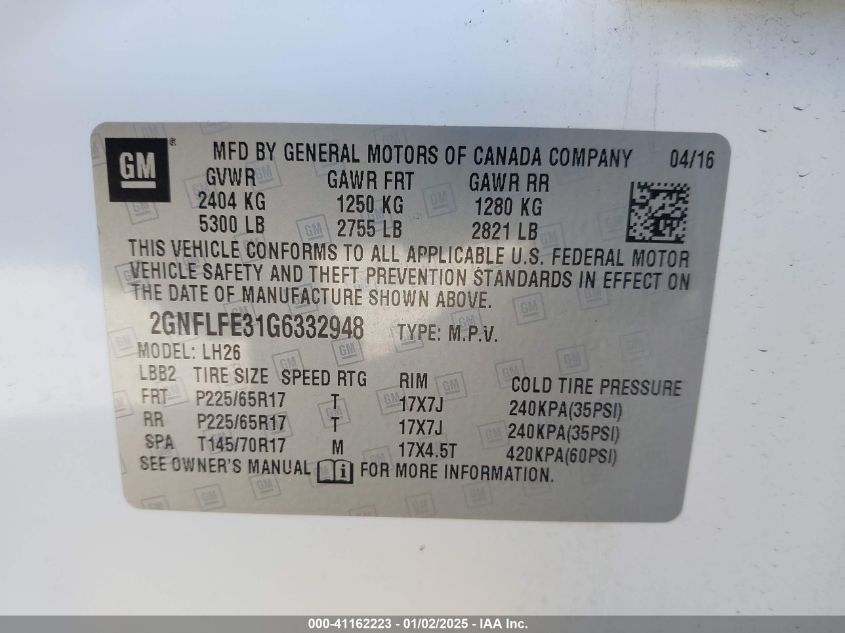 GM ® MFD BY GENERAL MOTORS OF CANADA COMPANY 04/16
GVWR GAWR FRT GAWR RR
2404 KG 1250 KG 1280 KG
5300 LB 2755 LB 2821 LB
THIS VEHICLE CONFORMS TO ALL APPLICABLE U.S. FEDERAL MOTOR
VEHICLE SAFETY AND THEFT PREVENTION STANDARDS IN EFFECT ON
THE DATE OF MANUFACTURE SHOWN ABOVE.
2GNFLFE31G6332948 TYPE: M.P.V.
MODEL: LH26
LBB2 TIRE SIZE SPEED RTG RIM COLD TIRE PRESSURE
FRT P225/65R17 T 17X7J 240KPA(35PSI)
RR P225/65R17 T 17X7J 240KPA(35PSI)
SPA T145/70R17 M 17X4.5T 420KPA(60PSI)
SEE OWNER'S MANUAL i FOR MORE INFORMATION.
000-41162223 — 01/02/2025 — IAA Inc.